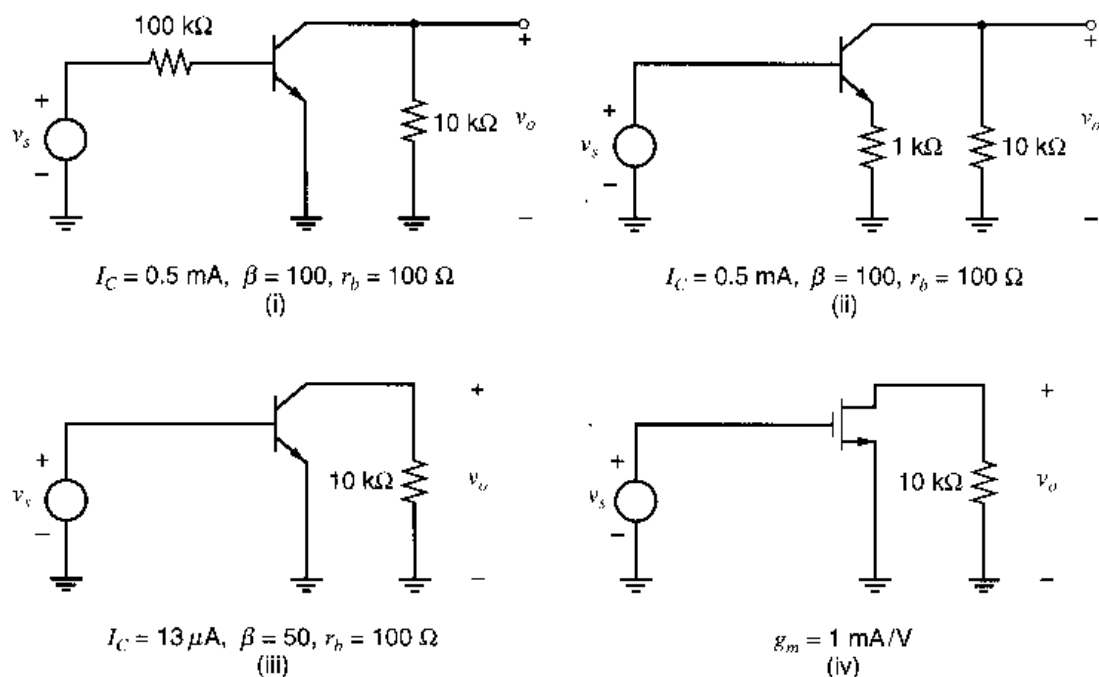 100 kΩ
+
v_s
−
10 kΩ
+
v_o
−
I_C = 0.5 mA, β = 100, r_b = 100 Ω
(i)
+
v_s
−
1 kΩ
10 kΩ
+
v_o
−
I_C = 0.5 mA, β = 100, r_b = 100 Ω
(ii)
+
v_s
−
10 kΩ
+
v_o
−
I_C = 13 μA, β = 50, r_b = 100 Ω
(iii)
+
v_s
−
10 kΩ
+
v_o
−
g_m = 1 mA/V
(iv)